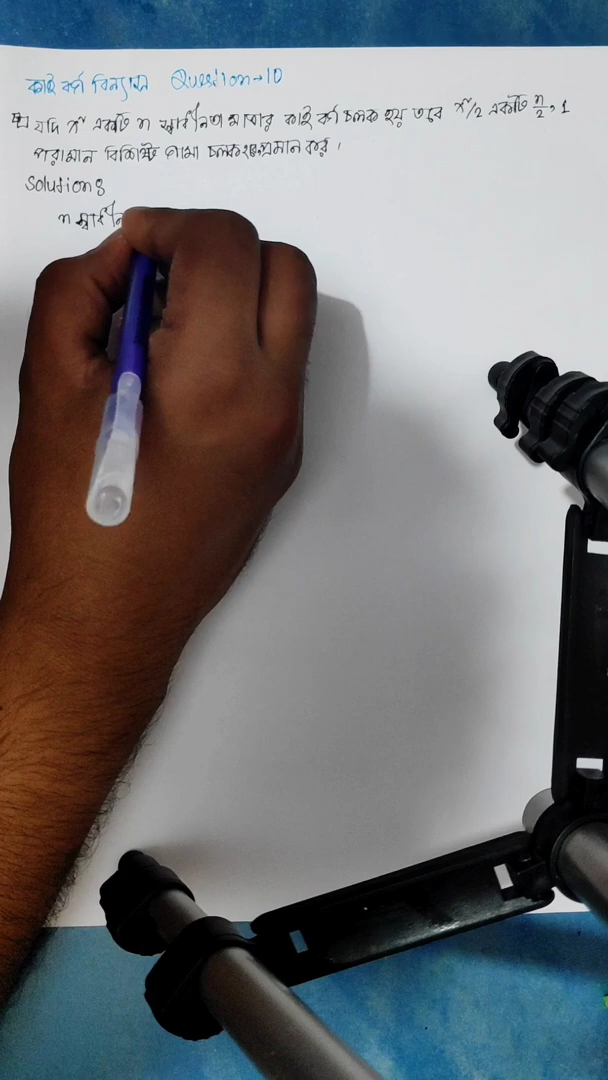 কাই বর্গ বিন্যাস Question→10
যদি x² একটি n স্বাধীনতা মাত্রার কাই বর্গ চলক হয় তবে x²/2 একটি n/2, 1
পরামান বিশিষ্ট গামা চলক হবে প্রমান কর।
Solution:
n স্বাধীন